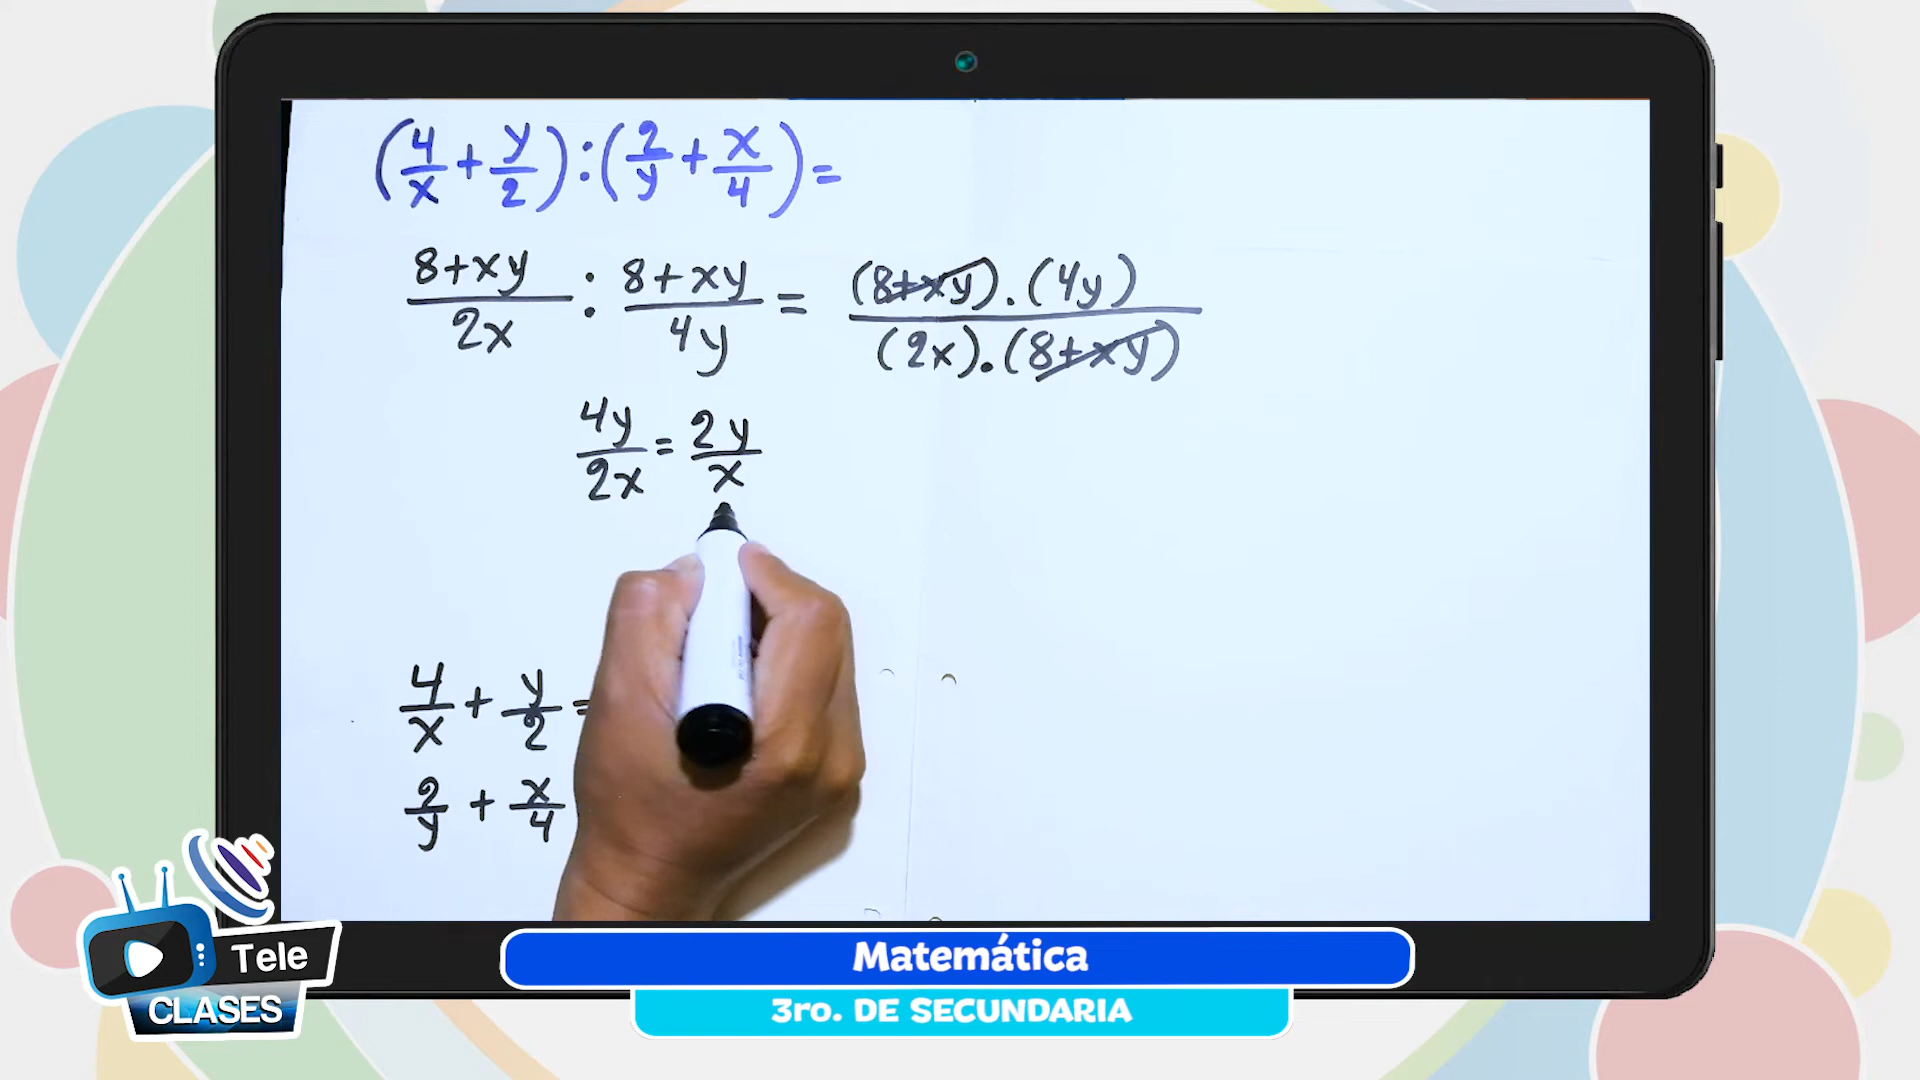 (4/x + y/2) : (2/y + x/4) =
8+xy/2x : 8+xy/4y = (8+xy).(4y)/(2x).(8+xy)
4y/2x = 2y/x
4/x + y/2 =
2/y + x/4
Tele
CLASES
Matemática
3ro. DE SECUNDARIA